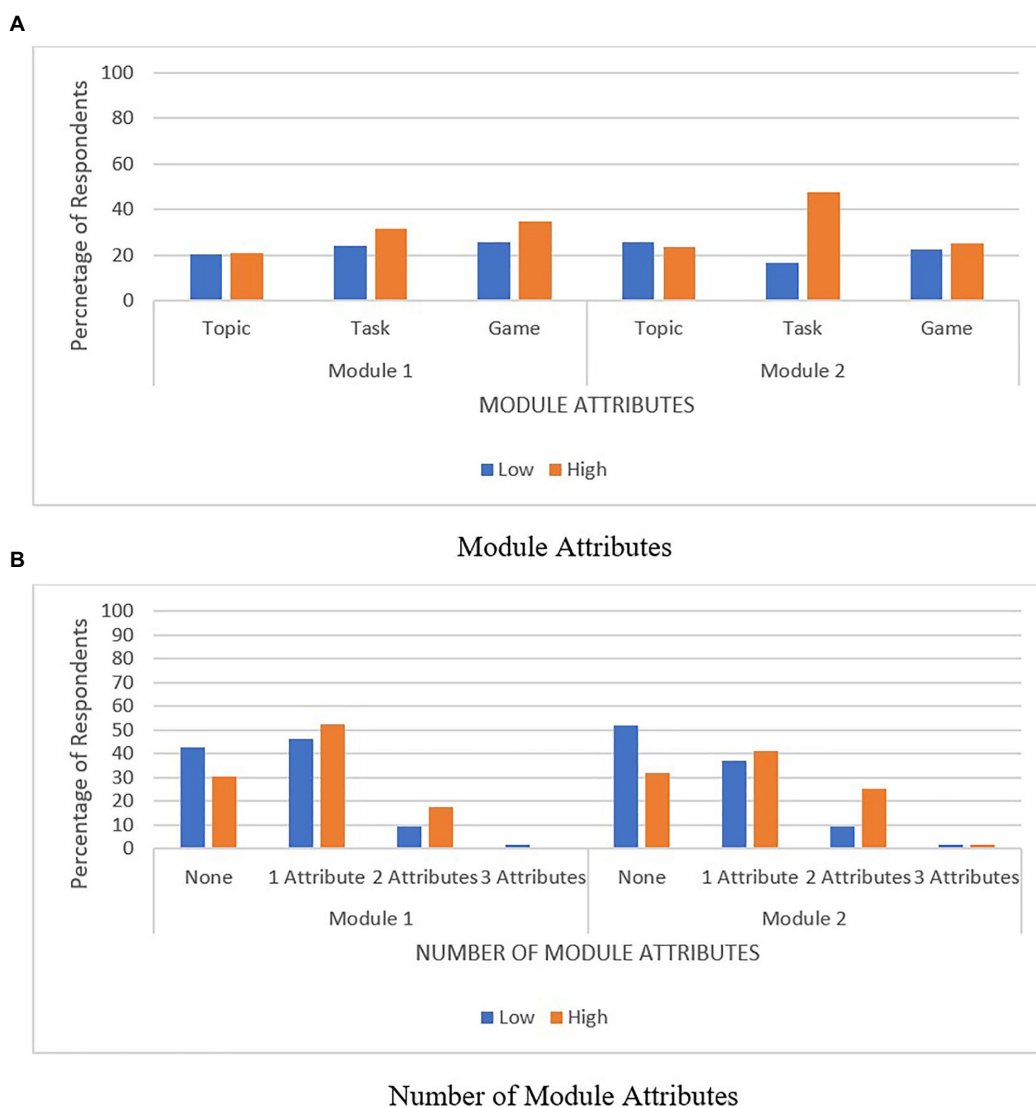 A
100
80
60
40
20
0
Percnetage of Respondents
Topic Task Game Topic Task Game
Module 1 Module 2
MODULE ATTRIBUTES
Low High
Module Attributes
B
100
90
80
70
60
50
40
30
20
10
0
Percentage of Respondents
None 1 Attribute 2 Attributes 3 Attributes None 1 Attribute 2 Attributes 3 Attributes
Module 1 Module 2
NUMBER OF MODULE ATTRIBUTES
Low High
Number of Module Attributes